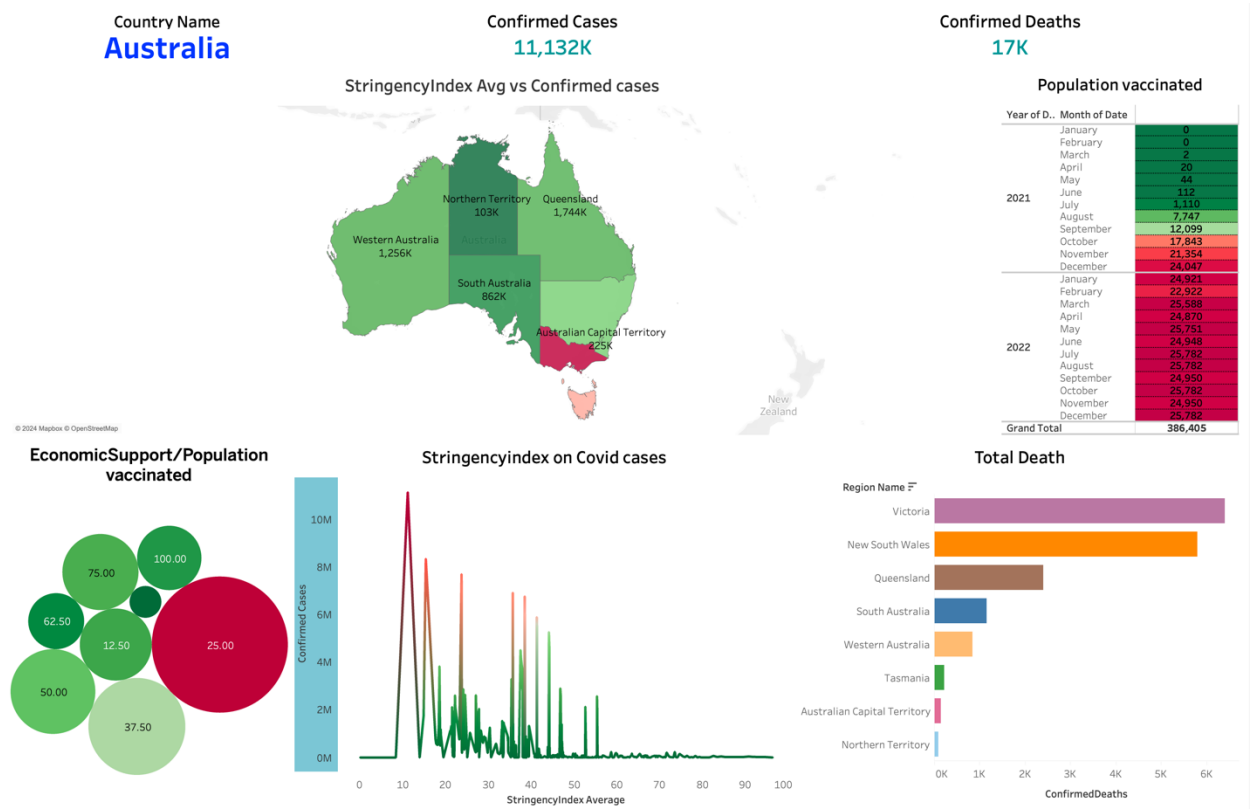 Country Name
Australia
Confirmed Cases
11,132K
Confirmed Deaths
17K
StringencyIndex Avg vs Confirmed cases
Northern Territory
103K
Queensland
1,744K
Western Australia
1,256K
Australia
South Australia
862K
Australian Capital Territory
225K
New
Zealand
© 2024 Mapbox © OpenStreetMap
Population vaccinated
Year of D.. Month of Date
2021
January 0
February 0
March 2
April 20
May 44
June 112
July 1,110
August 7,747
September 12,099
October 17,843
November 21,354
December 24,047
2022
January 24,921
February 22,922
March 25,588
April 24,870
May 25,751
June 24,948
July 25,782
August 25,782
September 24,950
October 25,782
November 24,950
December 25,782
Grand Total 386,405
EconomicSupport/Population
vaccinated
100.00
75.00
62.50
12.50
25.00
50.00
37.50
Stringencyindex on Covid cases
Confirmed Cases
10M
8M
6M
4M
2M
0M
0 10 20 30 40 50 60 70 80 90 100
StringencyIndex Average
Total Death
Region Name
Victoria
New South Wales
Queensland
South Australia
Western Australia
Tasmania
Australian Capital Territory
Northern Territory
0K 1K 2K 3K 4K 5K 6K
ConfirmedDeaths